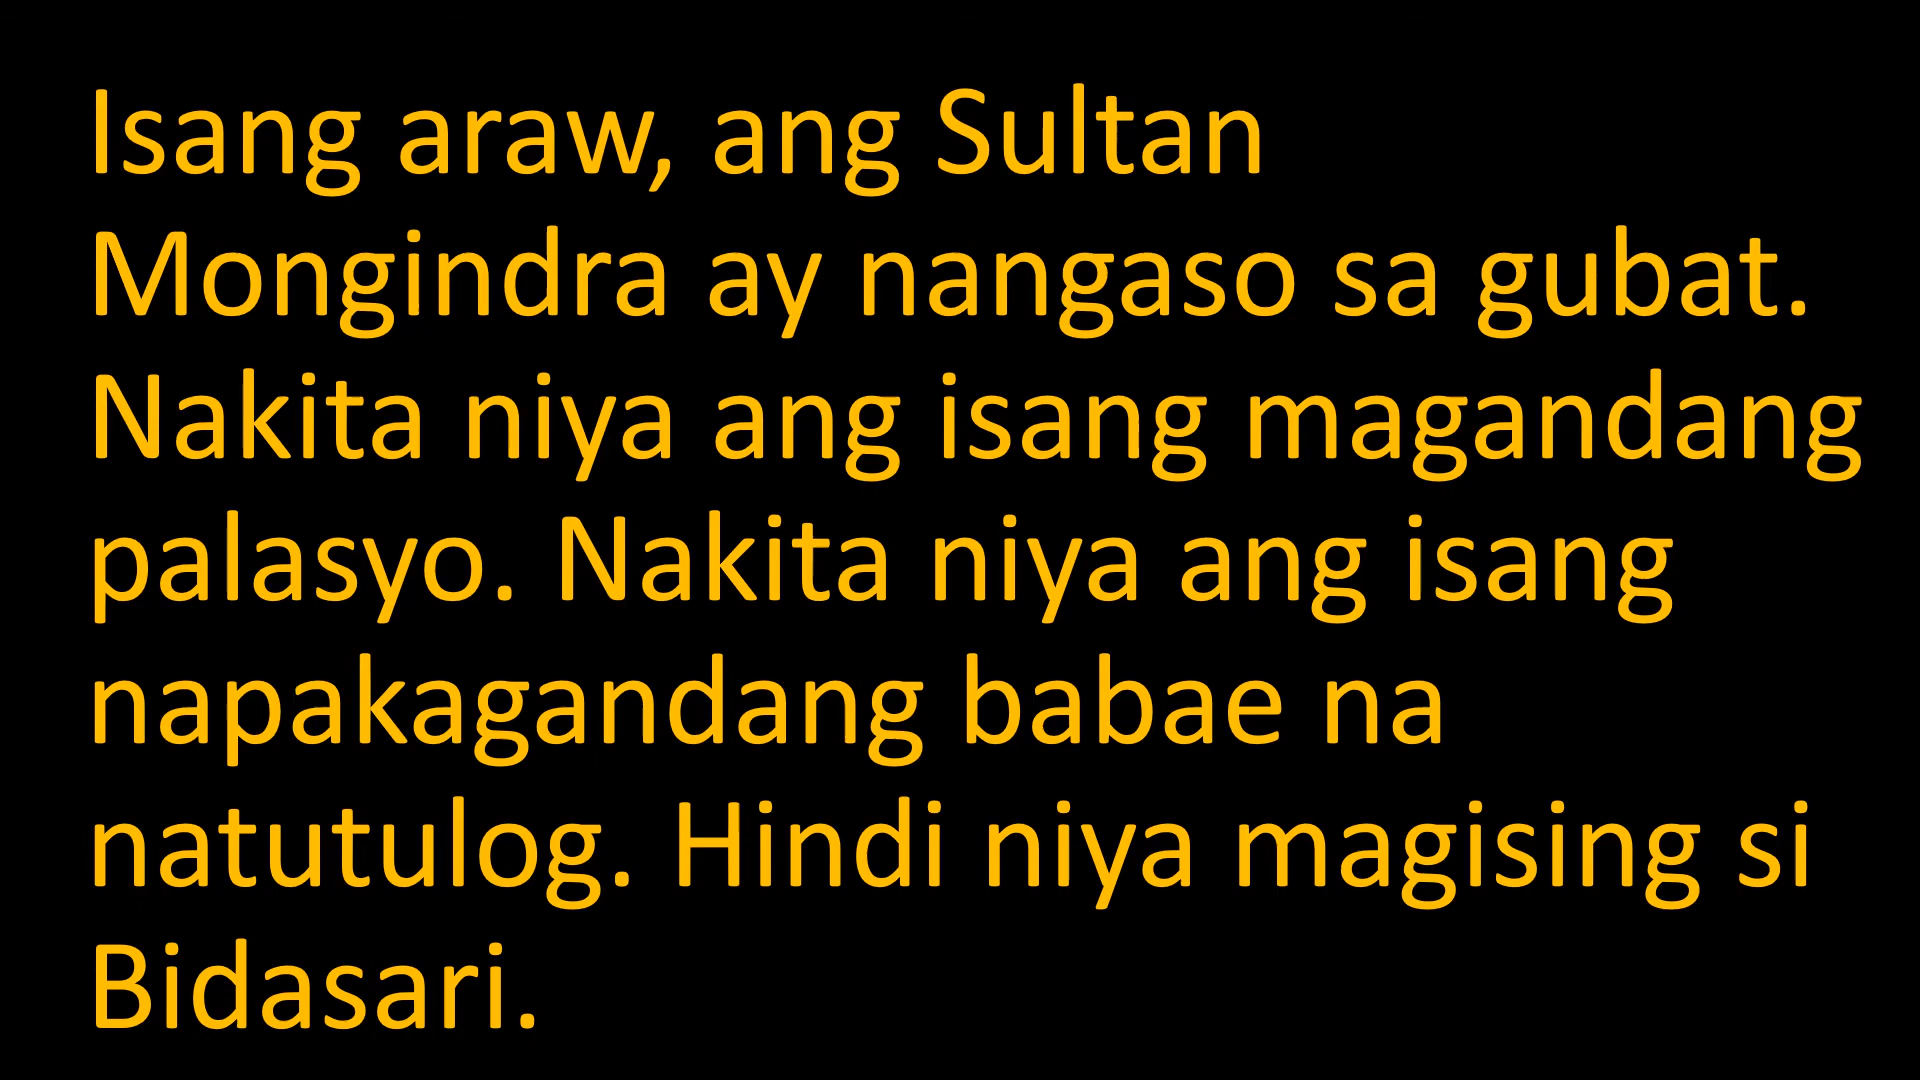 Isang araw, ang Sultan
Mongindra ay nangaso sa gubat.
Nakita niya ang isang magandang
palasyo. Nakita niya ang isang
napakagandang babae na
natutulog. Hindi niya magising si
Bidasari.